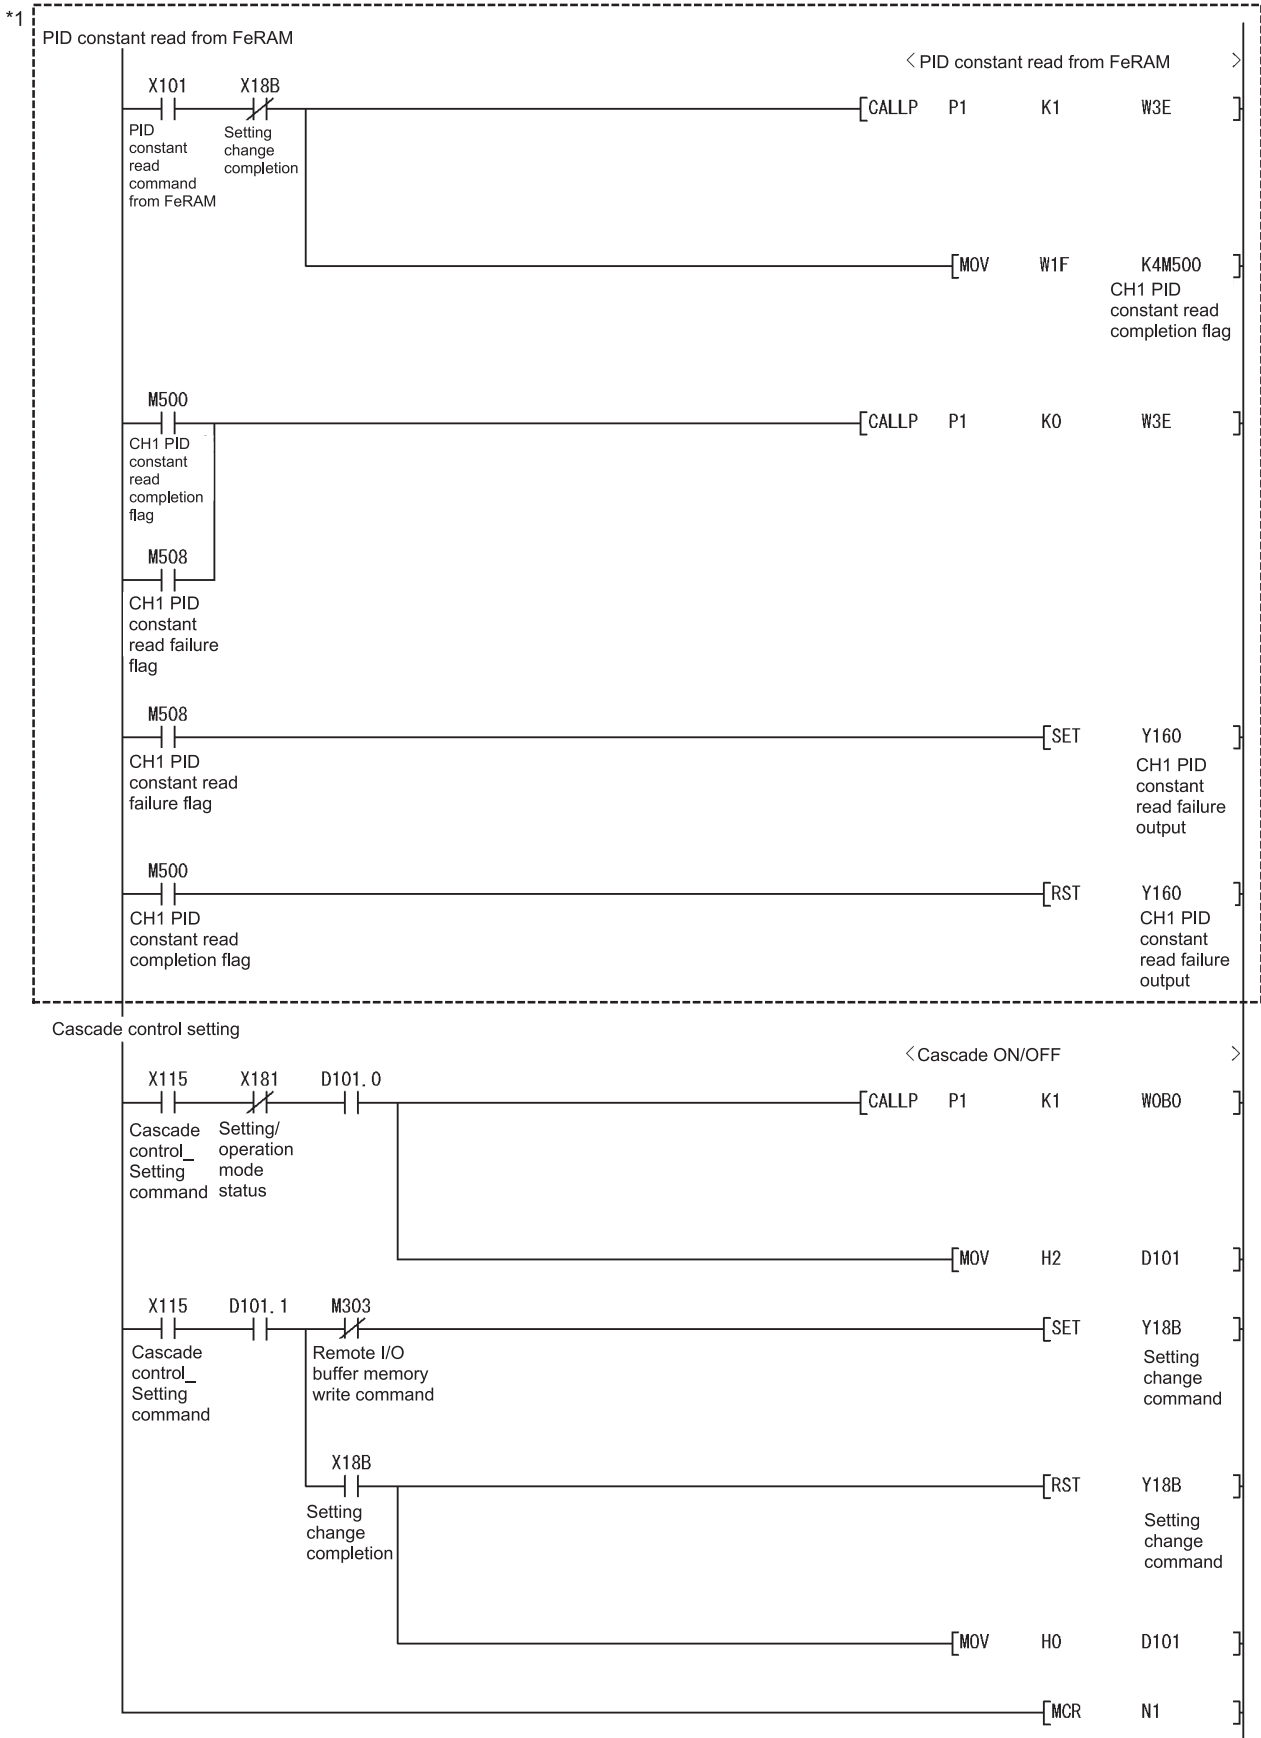 *1
PID constant read from FeRAM
< PID constant read from FeRAM >
X101 X18B
[CALLP P1 K1 W3E ]
PID
constant
read
command
from FeRAM
Setting
change
completion
[MOV W1F K4M500 ]
CH1 PID
constant read
completion flag
M500
[CALLP P1 K0 W3E ]
CH1 PID
constant
read
completion
flag
M508
CH1 PID
constant
read failure
flag
M508
[SET Y160 ]
CH1 PID
constant read
failure flag
CH1 PID
constant
read failure
output
M500
[RST Y160 ]
CH1 PID
constant read
completion flag
CH1 PID
constant
read failure
output
Cascade control setting
< Cascade ON/OFF >
X115 X181 D101.0
[CALLP P1 K1 W0B0 ]
Cascade
control_
Setting
command
Setting/
operation
mode
status
[MOV H2 D101 ]
X115 D101.1 M303
[SET Y18B ]
Cascade
control_
Setting
command
Remote I/O
buffer memory
write command
Setting
change
command
X18B
[RST Y18B ]
Setting
change
completion
Setting
change
command
[MOV H0 D101 ]
[MCR N1 ]